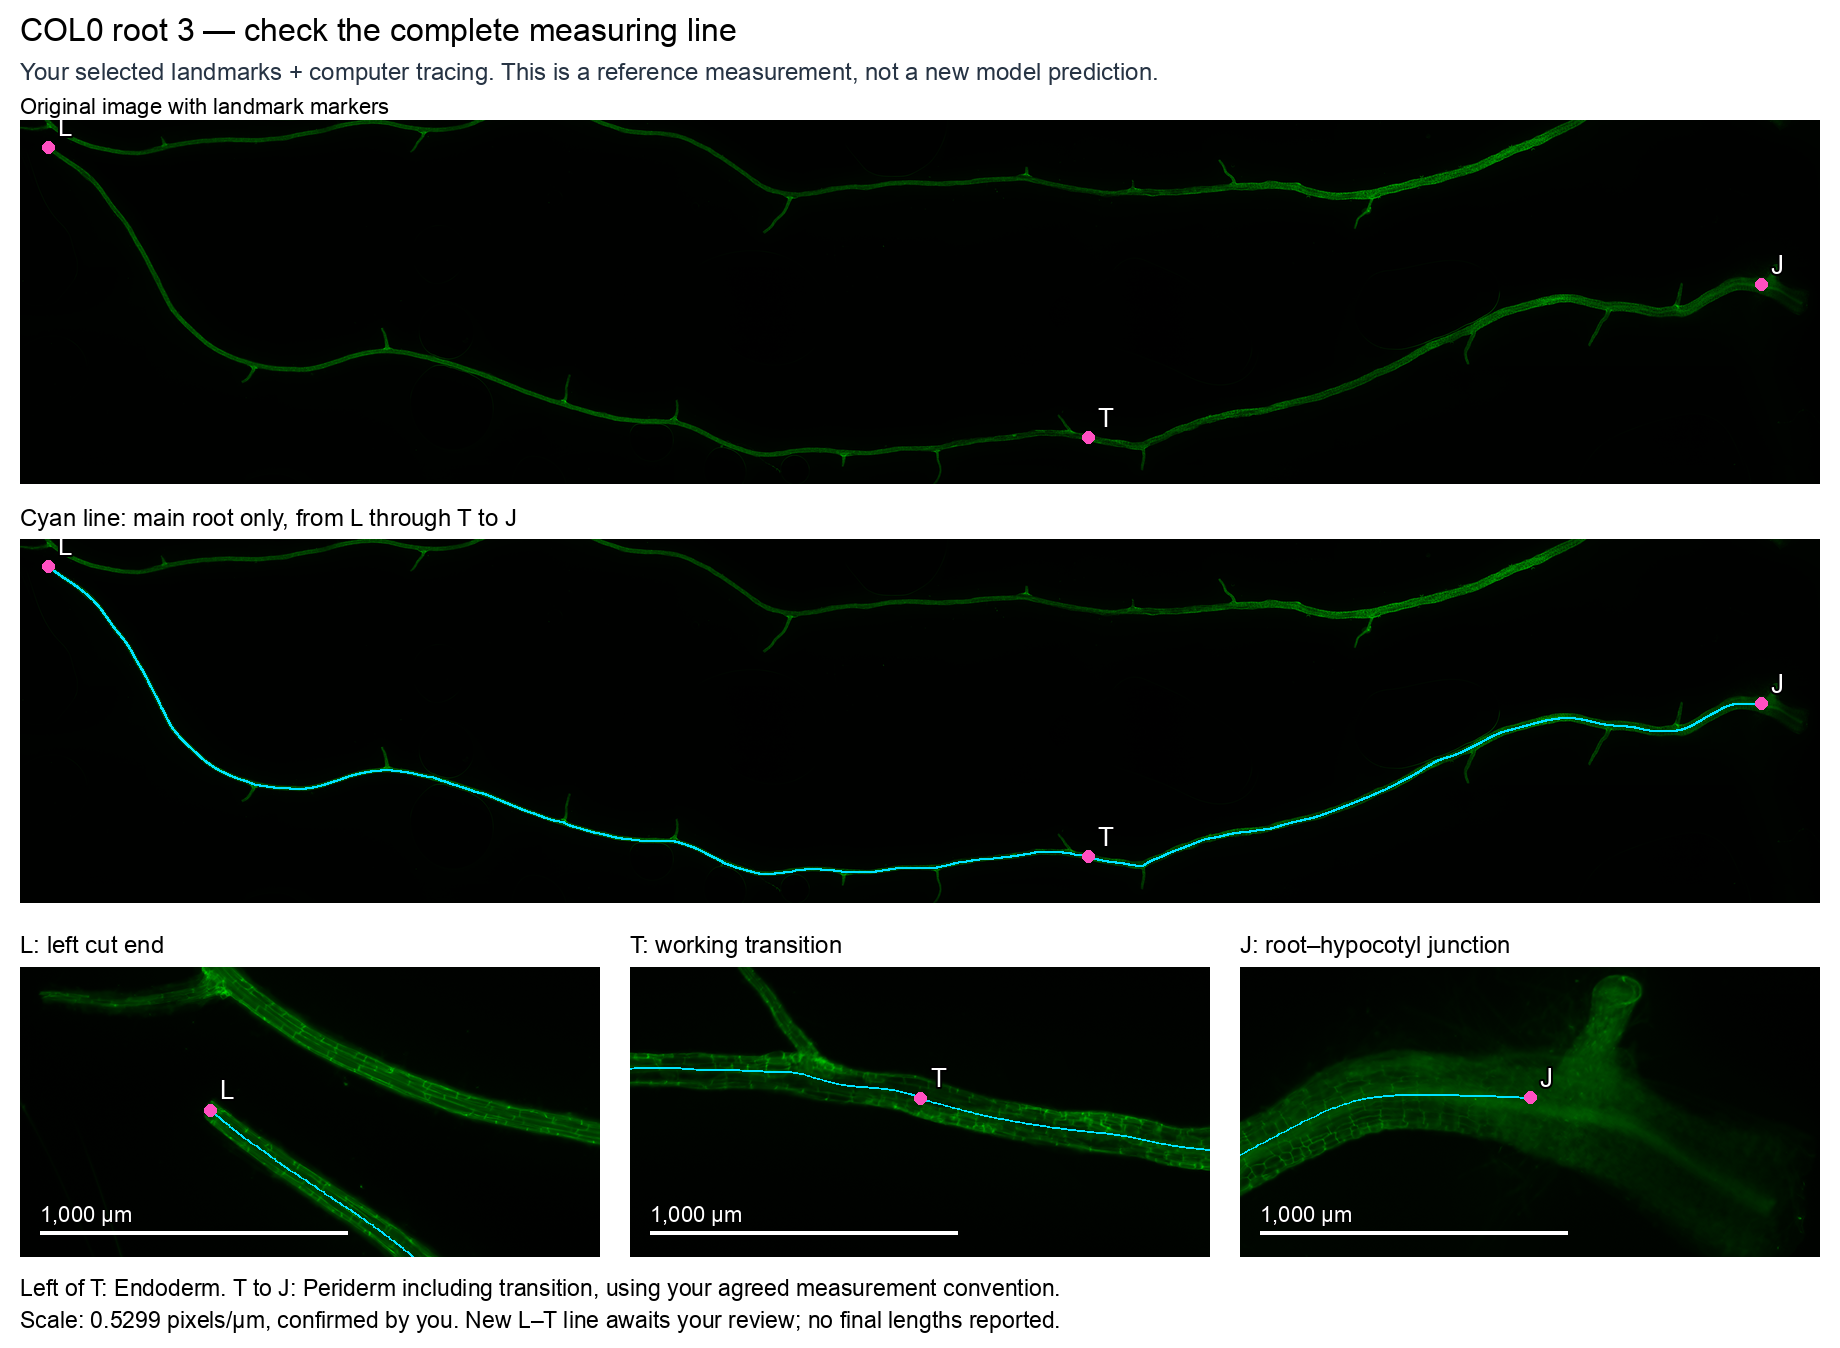 COL0 root 3 — check the complete measuring line
Your selected landmarks + computer tracing. This is a reference measurement, not a new model prediction.
Original image with landmark markers
L
J
T
Cyan line: main root only, from L through T to J
L
J
T
L: left cut end
T: working transition
J: root–hypocotyl junction
L
T
J
1,000 µm
1,000 µm
1,000 µm
Left of T: Endoderm. T to J: Periderm including transition, using your agreed measurement convention.
Scale: 0.5299 pixels/µm, confirmed by you. New L–T line awaits your review; no final lengths reported.